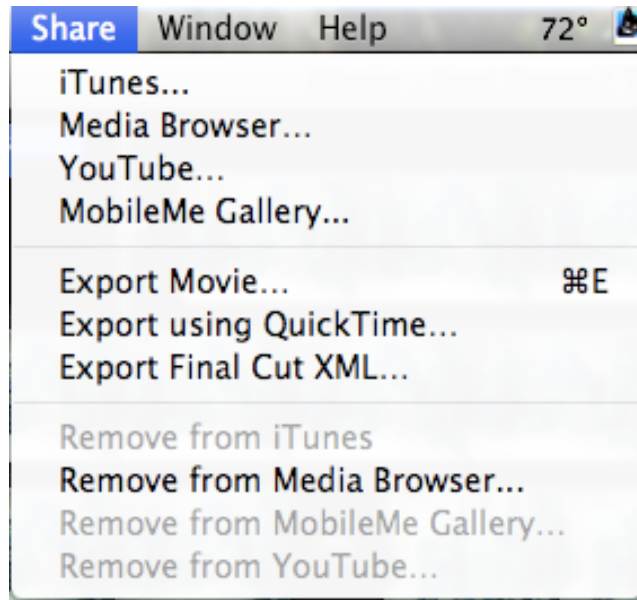 Share Window Help 72°
iTunes...
Media Browser...
YouTube...
MobileMe Gallery...
Export Movie... ⌘E
Export using QuickTime...
Export Final Cut XML...
Remove from iTunes
Remove from Media Browser...
Remove from MobileMe Gallery...
Remove from YouTube...